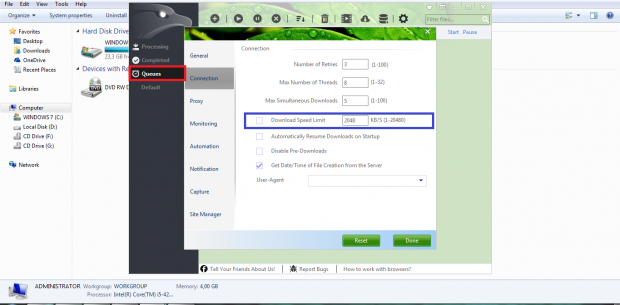 File Edit View Tools Help
Organize System properties Uninstall
Filter files...
Favorites
Desktop
Downloads
OneDrive
Recent Places
Libraries
Computer
WINDOWS 7 (C:)
Local Disk (D:)
CD Drive (F:)
CD Drive (G:)
Network
Hard Disk Drive
WINDOW
23,3 GB
Devices with Re
DVD RW D
Processing
Completed
Queues
Default
Start Pause
General
Connection
Proxy
Monitoring
Automation
Notification
Capture
Site Manager
Connection
Number of Retries 3 (1-100)
Max Number of Threads 8 (1-32)
Max Simultaneous Downloads 5 (1-100)
Download Speed Limit 2048 KB/S (1-20480)
Automatically Resume Downloads on Startup
Disable Pre-Downloads
Get Date/Time of File Creation from the Server
User-Agent
Reset Done
Tell Your Friends About Us! Report Bugs How to work with browsers?
ADMINISTRATOR Workgroup: WORKGROUP Memory: 4,00 GB
Processor: Intel(R) Core(TM) i5-42...